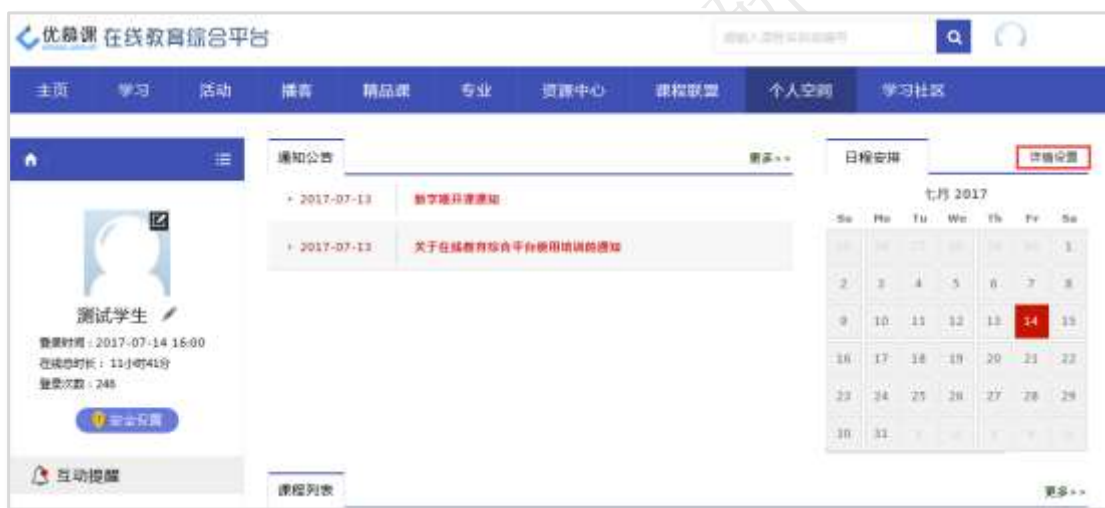 优慕课 在线教育综合平台
主页 学习 活动 播客 精品课 专业 资源中心 课程联盟 个人空间 学习社区
通知公告 更多>>
2017-07-13 新学期开课通知
2017-07-13 关于在线教育综合平台使用培训的通知
日程安排 详细设置
七月 2017
Su Mo Tu We Th Fr Sa
1
2 3 4 5 6 7 8
9 10 11 12 13 14 15
16 17 18 19 20 21 22
23 24 25 26 27 28 29
30 31
测试学生
登录时间：2017-07-14 16:00
在线总时长：11小时41分
登录次数：246
安全设置
互动提醒
课程列表 更多>>